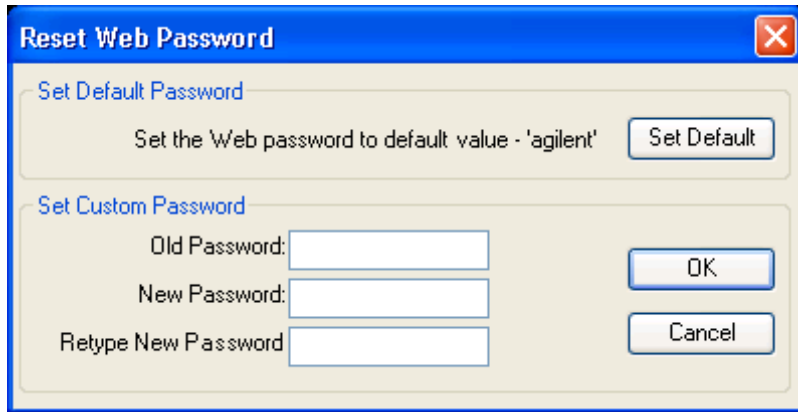 Reset Web Password
Set Default Password
Set the Web password to default value - 'agilent'
Set Default
Set Custom Password
Old Password:
New Password:
Retype New Password
OK
Cancel